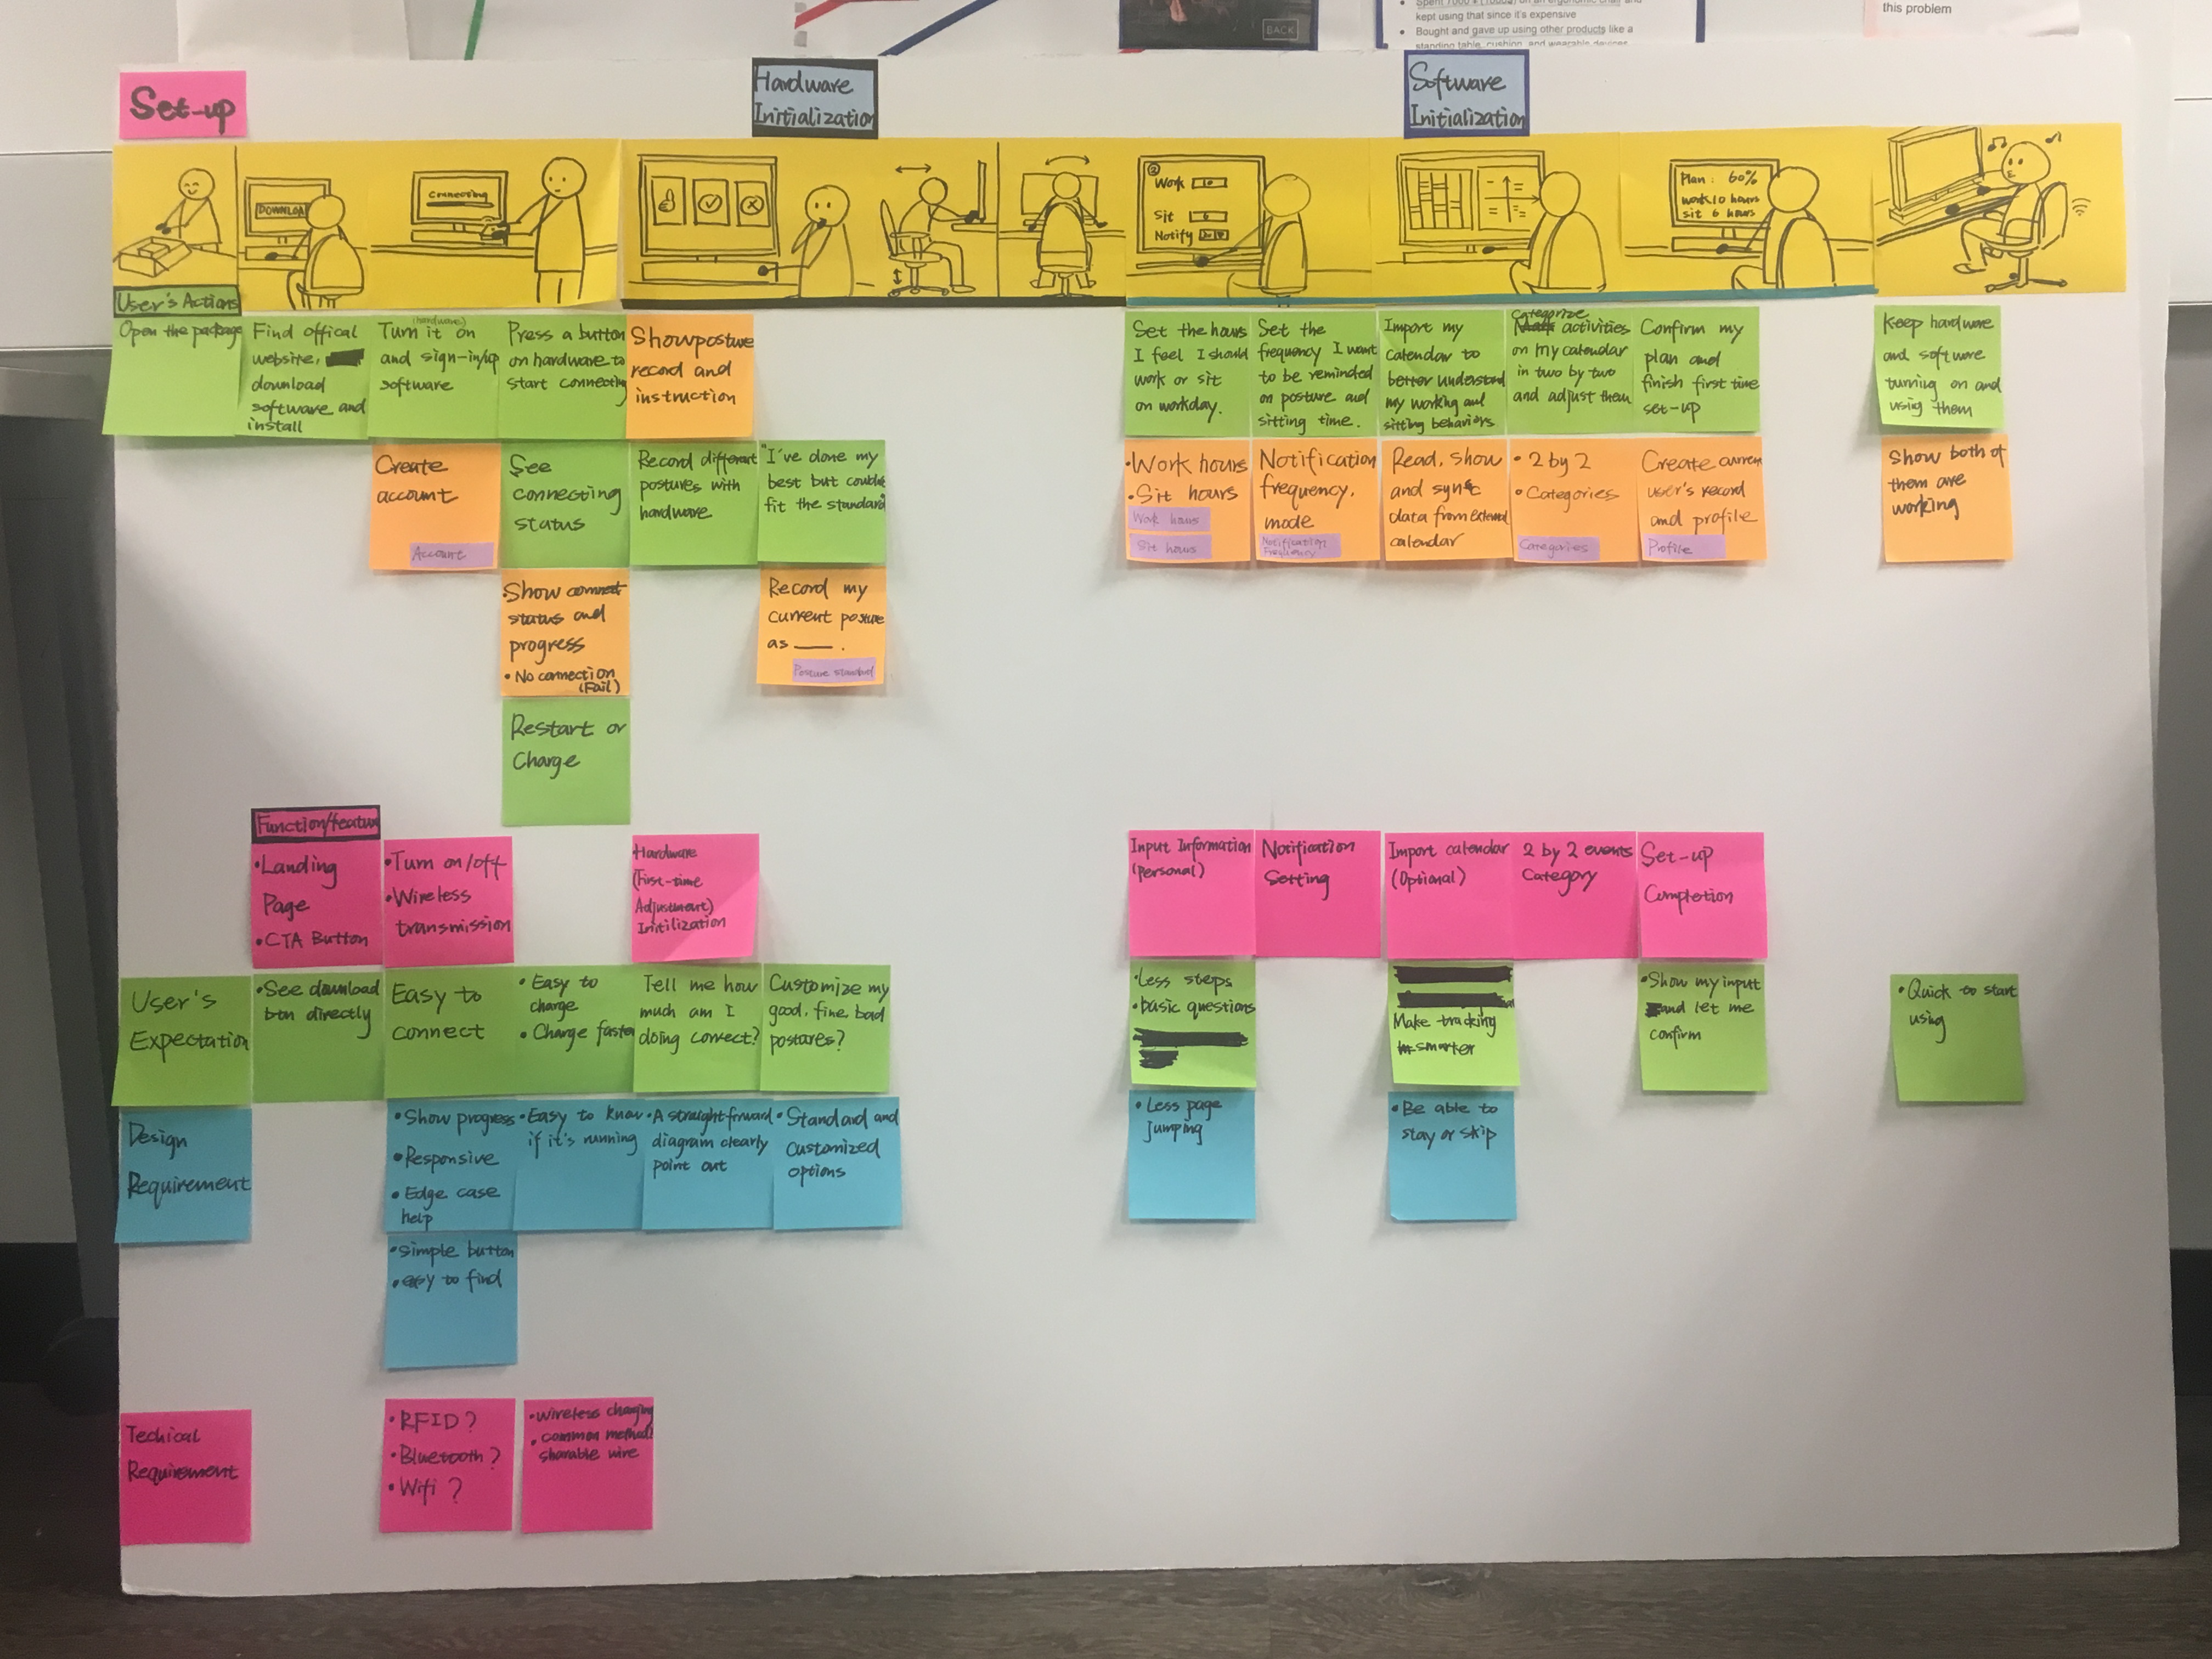 BACK
kept using that since it's expensive
Bought and gave up using other products like a
standing table, cushion, and wearable devices
this problem
Set-up
Hardware
Initialization
Software
Initialization
DOWNLOA
Connecting
Work 10
Sit 6
Notify
Plan: 60%
work 10 hours
sit 6 hours
User's Actions
Open the package
Find offical
website,
download
software and
install
(hardware)
Turn it on
and sign-in/up
software
Press a button
on hardware to
start connecting
Show posture
record and
instruction
Set the hours
I feel I should
work or sit
on workday.
Set the
frequency I want
to be reminded
on posture and
sitting time.
Import my
calendar to
better understand
my working and
sitting behaviors
Categorize
activities
on my calendar
in two by two
and adjust them
Confirm my
plan and
finish first time
set-up
Keep hardware
and software
turning on and
using them
Create
account
Account
See
connecting
status
Record different
postures with
hardware
"I've done my
best but couldn't
fit the standard"
• Work hours
• Sit hours
Work hours
Sit hours
Notification
frequency,
mode
Notification
Frequency
Read, show
and sync
data from external
calendar
• 2 by 2
• Categories
Categories
Create current
user's record
and profile
Profile
Show both of
them are
working
• Show connect
status and
progress
• No connection
(Fail)
Record my
current posture
as ___.
Posture standard
Restart or
Charge
Function/featur
• Landing
Page
• CTA Button
• Turn on/off
• Wireless
transmission
Hardware
(First-time
Adjustment)
Initilization
Input Information
(Personal)
Notification
Setting
Import calendar
(Optional)
2 by 2 events
Category
Set-up
Completion
User's
Expectation
• See download
btn directly
Easy to
connect
• Easy to
charge
• Charge faster
Tell me how
much am I
doing correct?
Customize my
good, fine, bad
postures?
• Less steps
• basic questions
Make tracking
smarter
• Show my input
and let me
confirm
• Quick to start
using
Design
Requirement
• Show progress
• Responsive
• Edge case
help
• Easy to know
if it's running
• A straightforward
diagram clearly
point out
• Standard and
Customized
options
• Less page
jumping
• Be able to
stay or skip
• Simple button
• easy to find
Techical
Requirement
• RFID?
• Bluetooth?
• Wifi?
• wireless charging
• common method:
sharable wire